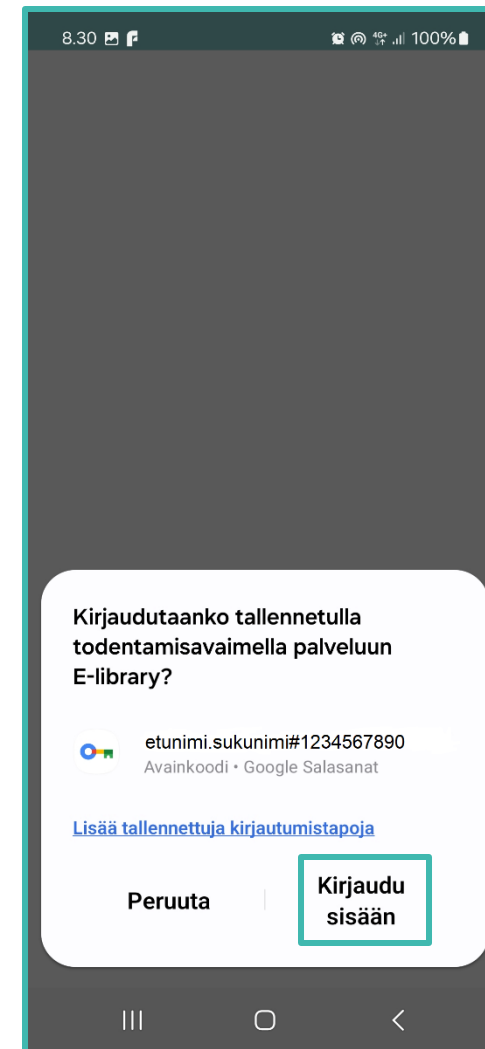 8.30 4G+ 100%
Kirjaudutaanko tallennetulla
todentamisavaimella palveluun
E-library?
etunimi.sukunimi#1234567890
Avainkoodi • Google Salasanat
Lisää tallennettuja kirjautumistapoja
Peruuta
Kirjaudu
sisään